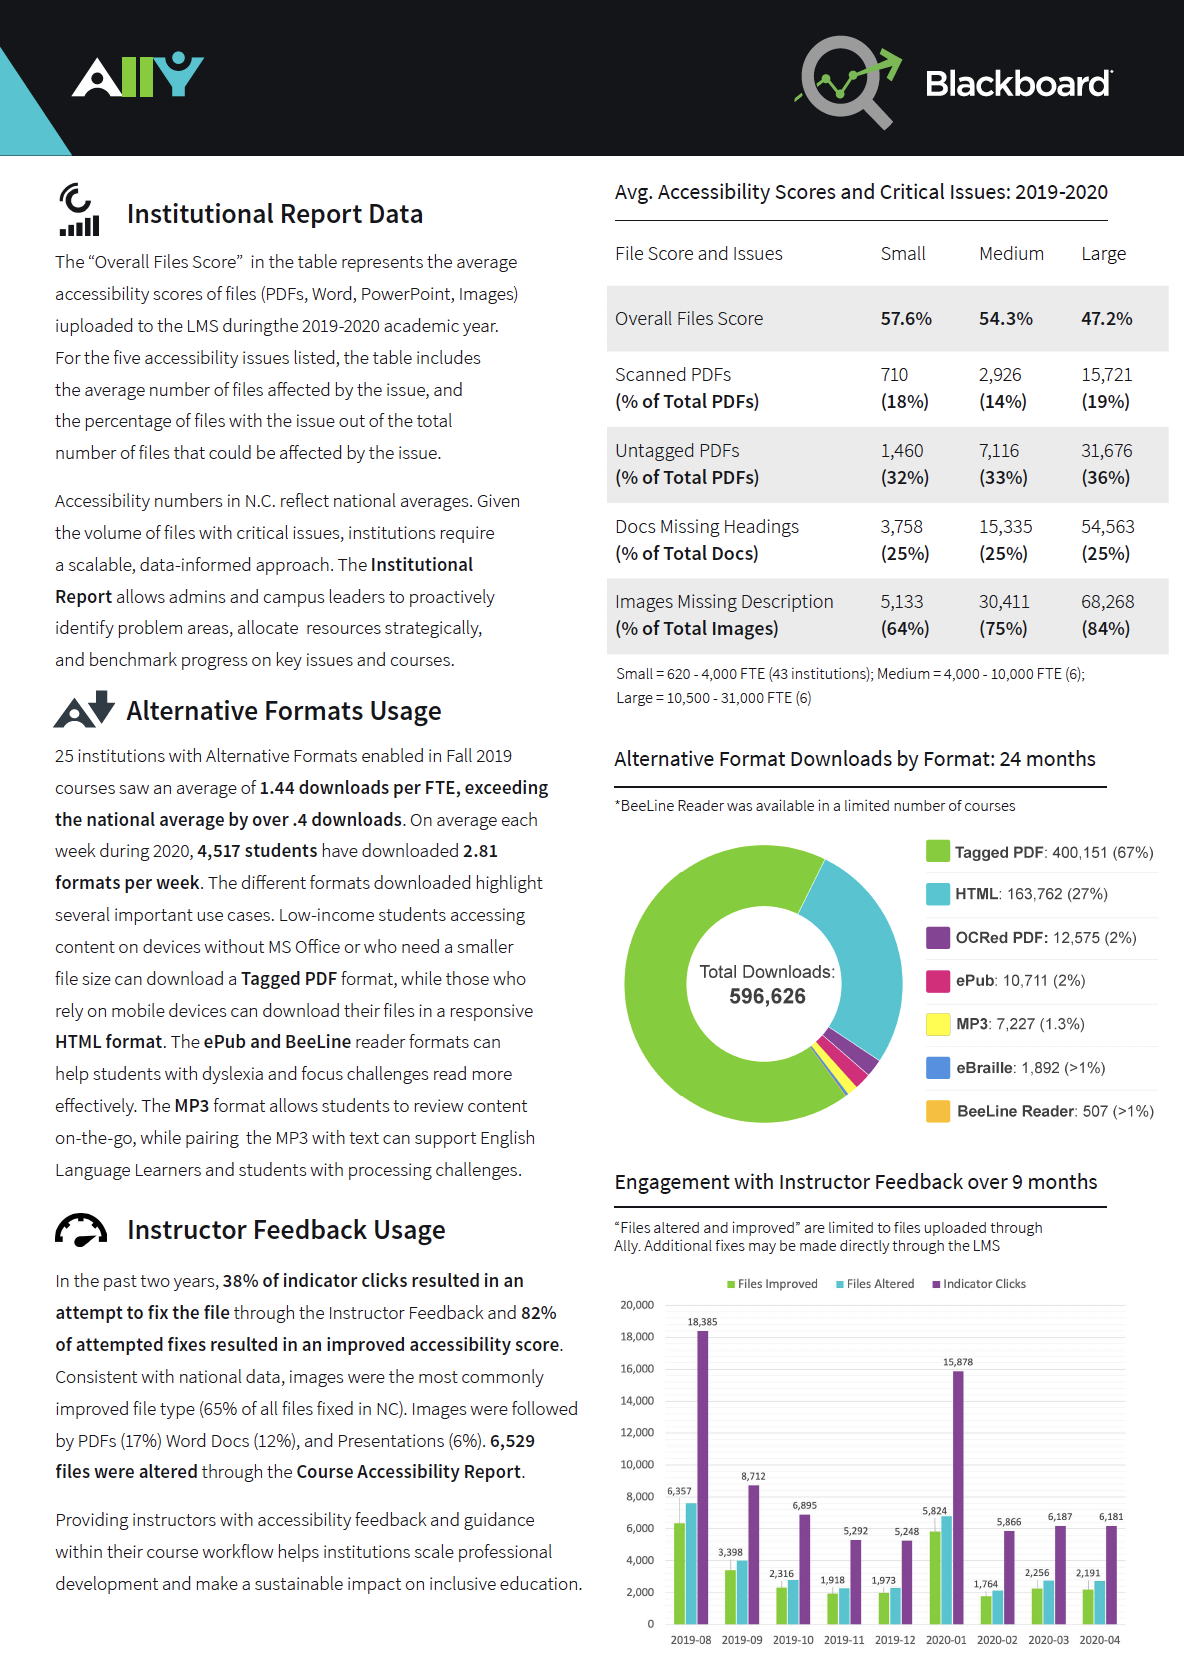 Ally
Blackboard
Institutional Report Data
The “Overall Files Score”  in the table represents the average
accessibility scores of files (PDFs, Word, PowerPoint, Images)
iuploaded to the LMS duringthe 2019-2020 academic year.
For the five accessibility issues listed, the table includes
the average number of files affected by the issue, and
the percentage of files with the issue out of the total
number of files that could be affected by the issue.
Accessibility numbers in N.C. reflect national averages. Given
the volume of files with critical issues, institutions require
a scalable, data-informed approach. The Institutional
Report allows admins and campus leaders to proactively
identify problem areas, allocate  resources strategically,
and benchmark progress on key issues and courses.
Alternative Formats Usage
25 institutions with Alternative Formats enabled in Fall 2019
courses saw an average of 1.44 downloads per FTE, exceeding
the national average by over .4 downloads. On average each
week during 2020, 4,517 students have downloaded 2.81
formats per week. The different formats downloaded highlight
several important use cases. Low-income students accessing
content on devices without MS Office or who need a smaller
file size can download a Tagged PDF format, while those who
rely on mobile devices can download their files in a responsive
HTML format. The ePub and BeeLine reader formats can
help students with dyslexia and focus challenges read more
effectively. The MP3 format allows students to review content
on-the-go, while pairing  the MP3 with text can support English
Language Learners and students with processing challenges.
Instructor Feedback Usage
In the past two years, 38% of indicator clicks resulted in an
attempt to fix the file through the Instructor Feedback and 82%
of attempted fixes resulted in an improved accessibility score.
Consistent with national data, images were the most commonly
improved file type (65% of all files fixed in NC). Images were followed
by PDFs (17%) Word Docs (12%), and Presentations (6%). 6,529
files were altered through the Course Accessibility Report.
Providing instructors with accessibility feedback and guidance
within their course workflow helps institutions scale professional
development and make a sustainable impact on inclusive education.
Avg. Accessibility Scores and Critical Issues: 2019-2020
File Score and Issues Small Medium Large
Overall Files Score 57.6% 54.3% 47.2%
Scanned PDFs 710 2,926 15,721
(% of Total PDFs) (18%) (14%) (19%)
Untagged PDFs 1,460 7,116 31,676
(% of Total PDFs) (32%) (33%) (36%)
Docs Missing Headings 3,758 15,335 54,563
(% of Total Docs) (25%) (25%) (25%)
Images Missing Description 5,133 30,411 68,268
(% of Total Images) (64%) (75%) (84%)
Small = 620 - 4,000 FTE (43 institutions); Medium = 4,000 - 10,000 FTE (6);
Large = 10,500 - 31,000 FTE (6)
Alternative Format Downloads by Format: 24 months
*BeeLine Reader was available in a limited number of courses
Total Downloads:
596,626
Tagged PDF: 400,151 (67%)
HTML: 163,762 (27%)
OCRed PDF: 12,575 (2%)
ePub: 10,711 (2%)
MP3: 7,227 (1.3%)
eBraille: 1,892 (>1%)
BeeLine Reader: 507 (>1%)
Engagement with Instructor Feedback over 9 months
“Files altered and improved” are limited to files uploaded through
Ally. Additional fixes may be made directly through the LMS
Files Improved Files Altered Indicator Clicks
20,000
18,000
16,000
14,000
12,000
10,000
8,000
6,000
4,000
2,000
0
6,357 18,385
3,398 8,712
2,316 6,895
1,918 5,292
1,973 5,248
5,824 15,878
1,764 5,866
2,256 6,187
2,191 6,181
2019-08 2019-09 2019-10 2019-11 2019-12 2020-01 2020-02 2020-03 2020-04